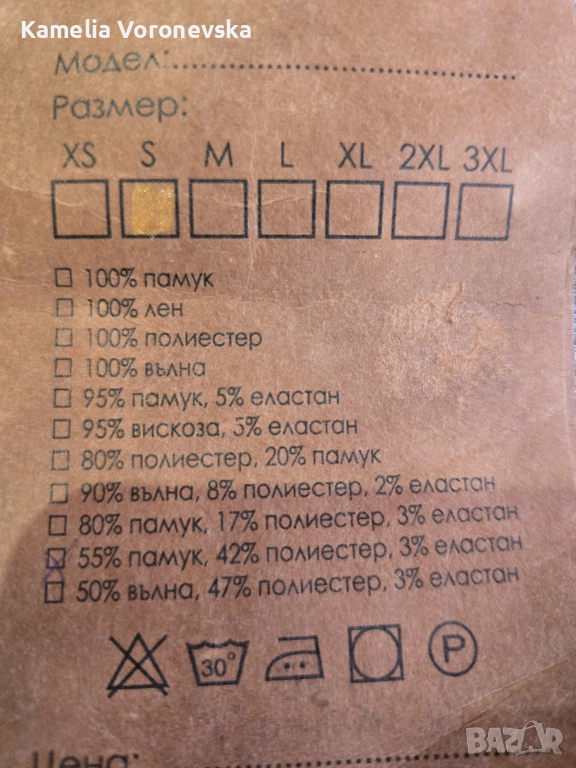 Kamelia Voronevska
Модел:
Размер:
XS S M L XL 2XL 3XL
100% памук
100% лен
100% полиестер
100% вълна
95% памук, 5% еластан
95% вискоза, 5% еластан
80% полиестер, 20% памук
90% вълна, 8% полиестер, 2% еластан
80% памук, 17% полиестер, 3% еластан
55% памук, 42% полиестер, 3% еластан
50% вълна, 47% полиестер, 3% еластан
30° P
Цена:
BAZAR